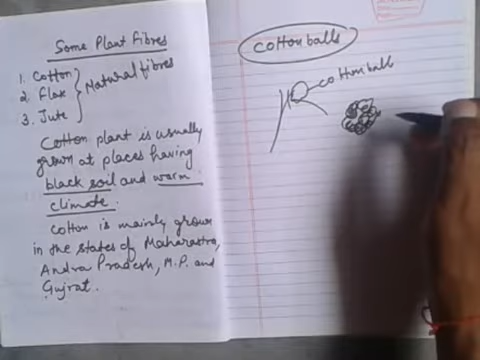 Some Plant Fibres
1. Cotton
2. Flax
3. Jute
Natural fibres
Cotton plant is usually
grown at places having
black soil and warm
climate.
Cotton is mainly grown
in the states of Maharastra,
Andra Pradesh, M.P. and
Gujrat.
Cotton balls
cotton ball